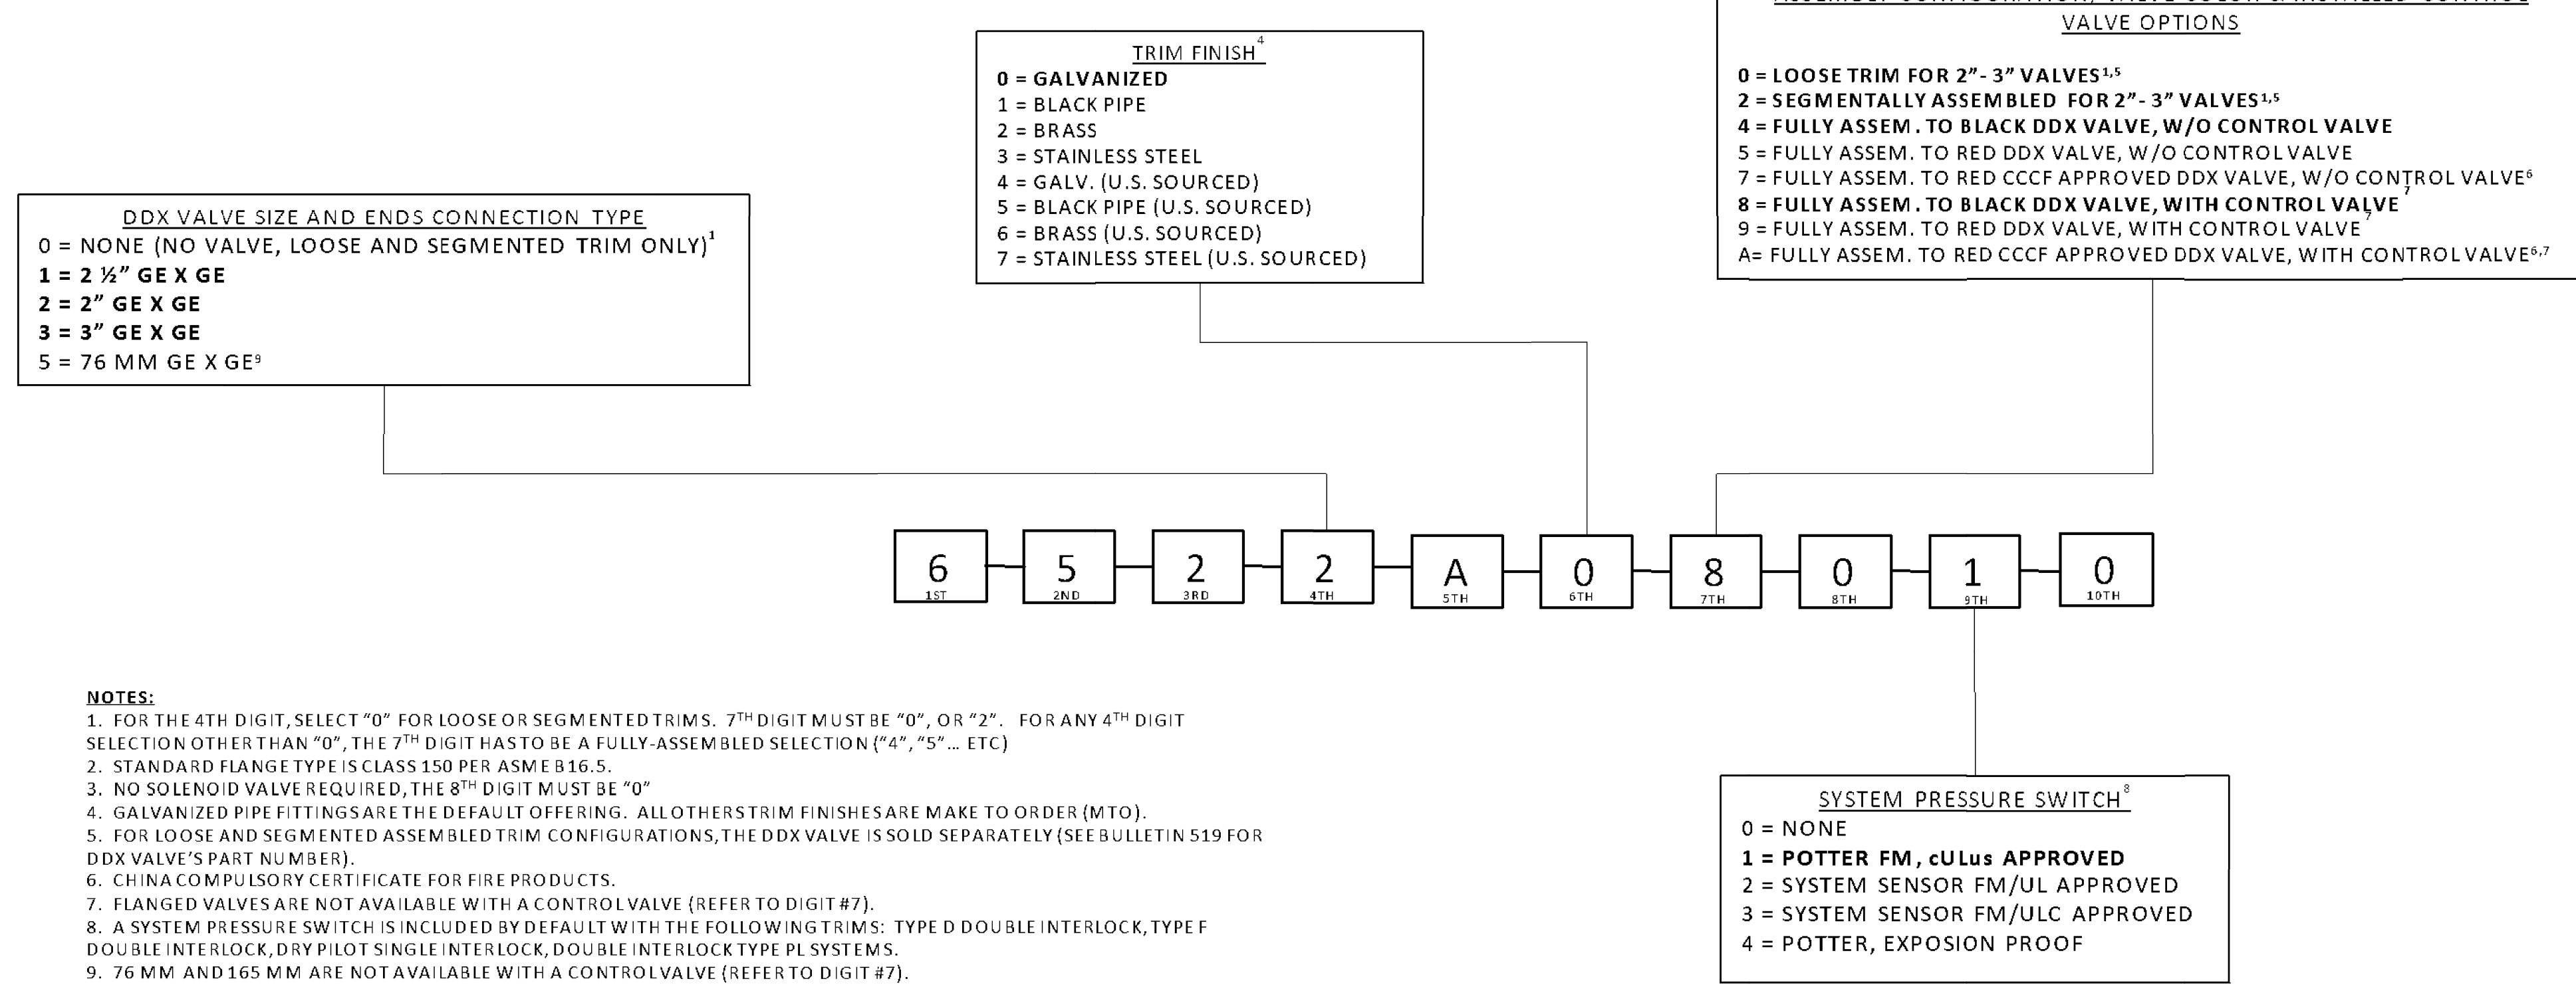 VALVE OPTIONS
0 = LOOSE TRIM FOR 2”- 3” VALVES¹,⁵
2 = SEGMENTALLY ASSEMBLED FOR 2”- 3” VALVES¹,⁵
4 = FULLY ASSEM. TO BLACK DDX VALVE, W/O CONTROL VALVE
5 = FULLY ASSEM. TO RED DDX VALVE, W/O CONTROL VALVE
7 = FULLY ASSEM. TO RED CCCF APPROVED DDX VALVE, W/O CONTROL VALVE⁶
8 = FULLY ASSEM. TO BLACK DDX VALVE, WITH CONTROL VALVE⁷
9 = FULLY ASSEM. TO RED DDX VALVE, WITH CONTROL VALVE⁷
A= FULLY ASSEM. TO RED CCCF APPROVED DDX VALVE, WITH CONTROL VALVE⁶,⁷
TRIM FINISH⁴
0 = GALVANIZED
1 = BLACK PIPE
2 = BRASS
3 = STAINLESS STEEL
4 = GALV. (U.S. SOURCED)
5 = BLACK PIPE (U.S. SOURCED)
6 = BRASS (U.S. SOURCED)
7 = STAINLESS STEEL (U.S. SOURCED)
DDX VALVE SIZE AND ENDS CONNECTION TYPE
0 = NONE (NO VALVE, LOOSE AND SEGMENTED TRIM ONLY)¹
1 = 2 ½” GE X GE
2 = 2” GE X GE
3 = 3” GE X GE
5 = 76 MM GE X GE⁹
6 5 2 2 A 0 8 0 1 0
1ST 2ND 3RD 4TH 5TH 6TH 7TH 8TH 9TH 10TH
NOTES:
1. FOR THE 4TH DIGIT, SELECT “0” FOR LOOSE OR SEGMENTED TRIMS. 7TH DIGIT MUST BE “0”, OR “2”. FOR ANY 4TH DIGIT
SELECTION OTHER THAN “0”, THE 7TH DIGIT HAS TO BE A FULLY-ASSEMBLED SELECTION (“4”, “5”... ETC)
2. STANDARD FLANGE TYPE IS CLASS 150 PER ASME B16.5.
3. NO SOLENOID VALVE REQUIRED, THE 8TH DIGIT MUST BE “0”
4. GALVANIZED PIPE FITTINGS ARE THE DEFAULT OFFERING. ALL OTHERS TRIM FINISHES ARE MAKE TO ORDER (MTO).
5. FOR LOOSE AND SEGMENTED ASSEMBLED TRIM CONFIGURATIONS, THE DDX VALVE IS SOLD SEPARATELY (SEE BULLETIN 519 FOR
DDX VALVE’S PART NUMBER).
6. CHINA COMPULSORY CERTIFICATE FOR FIRE PRODUCTS.
7. FLANGED VALVES ARE NOT AVAILABLE WITH A CONTROL VALVE (REFER TO DIGIT #7).
8. A SYSTEM PRESSURE SWITCH IS INCLUDED BY DEFAULT WITH THE FOLLOWING TRIMS: TYPE D DOUBLE INTERLOCK, TYPE F
DOUBLE INTERLOCK, DRY PILOT SINGLE INTERLOCK, DOUBLE INTERLOCK TYPE PL SYSTEMS.
9. 76 MM AND 165 MM ARE NOT AVAILABLE WITH A CONTROL VALVE (REFER TO DIGIT #7).
SYSTEM PRESSURE SWITCH⁸
0 = NONE
1 = POTTER FM, cULus APPROVED
2 = SYSTEM SENSOR FM/UL APPROVED
3 = SYSTEM SENSOR FM/ULC APPROVED
4 = POTTER, EXPOSION PROOF